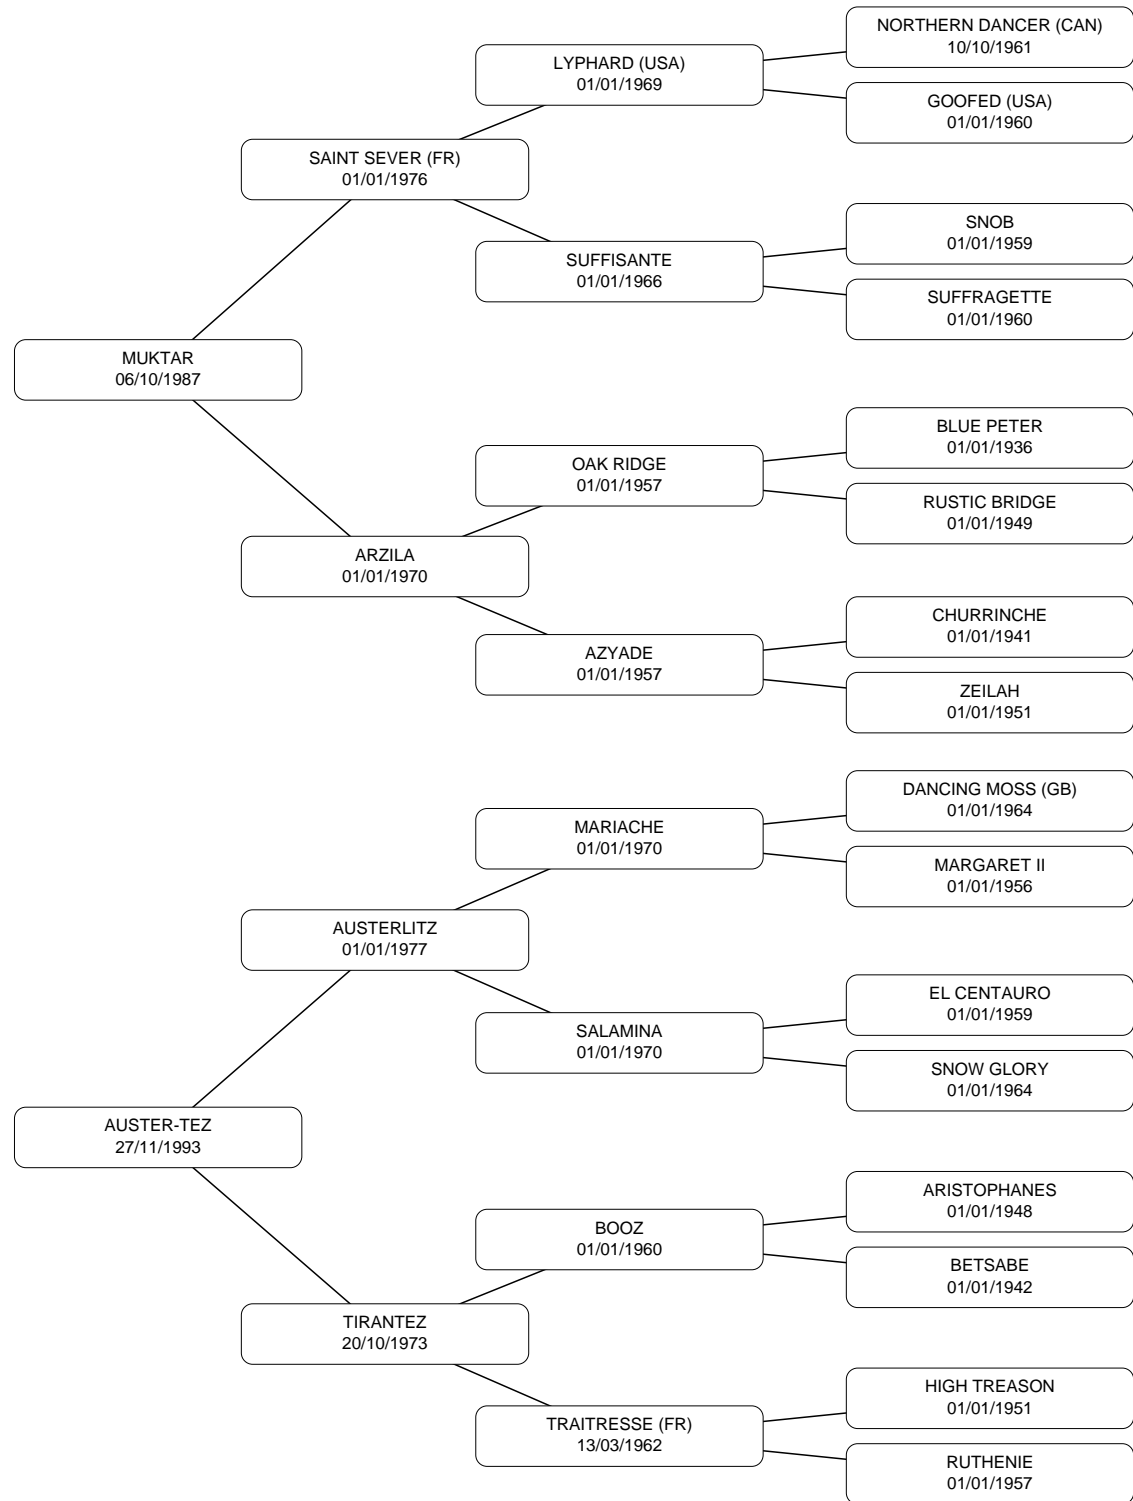 NORTHERN DANCER (CAN)
10/10/1961
LYPHARD (USA)
01/01/1969
GOOFED (USA)
01/01/1960
SAINT SEVER (FR)
01/01/1976
SNOB
01/01/1959
SUFFISANTE
01/01/1966
SUFFRAGETTE
01/01/1960
MUKTAR
06/10/1987
BLUE PETER
01/01/1936
OAK RIDGE
01/01/1957
RUSTIC BRIDGE
01/01/1949
ARZILA
01/01/1970
CHURRINCHE
01/01/1941
AZYADE
01/01/1957
ZEILAH
01/01/1951
DANCING MOSS (GB)
01/01/1964
MARIACHE
01/01/1970
MARGARET II
01/01/1956
AUSTERLITZ
01/01/1977
EL CENTAURO
01/01/1959
SALAMINA
01/01/1970
SNOW GLORY
01/01/1964
AUSTER-TEZ
27/11/1993
ARISTOPHANES
01/01/1948
BOOZ
01/01/1960
BETSABE
01/01/1942
TIRANTEZ
20/10/1973
HIGH TREASON
01/01/1951
TRAITRESSE (FR)
13/03/1962
RUTHENIE
01/01/1957